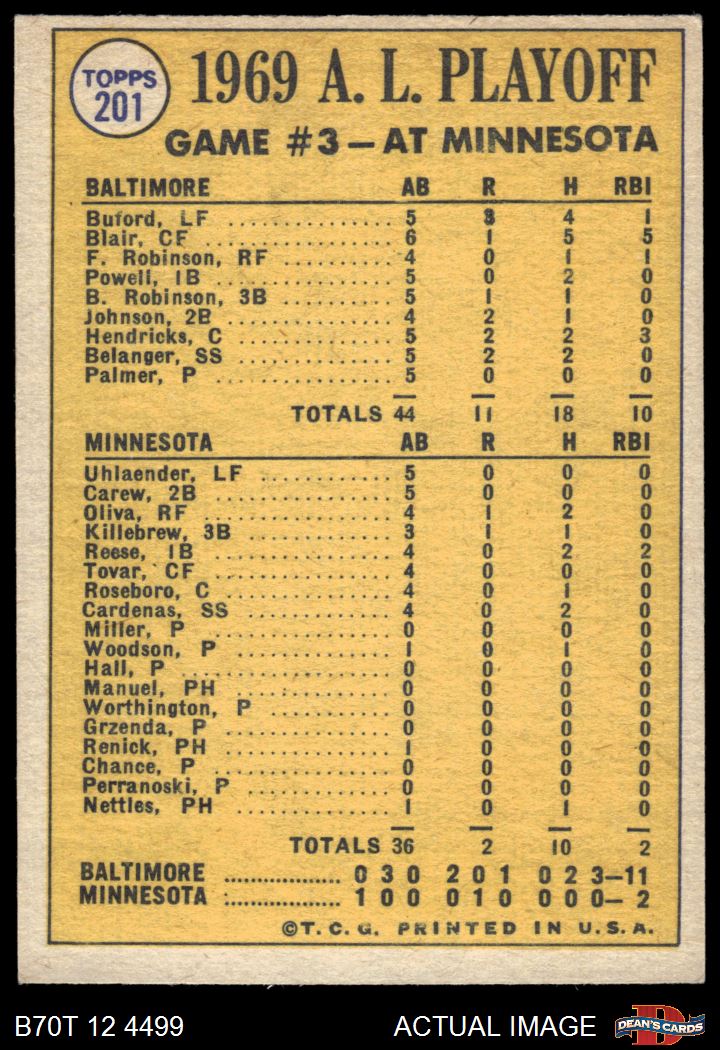 TOPPS
201
1969 A. L. PLAYOFF
GAME #3 — AT MINNESOTA
BALTIMORE AB R H RBI
Buford, LF .................. 5 3 4 1
Blair, CF .................. 6 1 5 5
F. Robinson, RF ........... 4 0 1 1
Powell, 1B .................. 5 0 2 0
B. Robinson, 3B ........... 5 1 1 0
Johnson, 2B ................ 4 2 1 0
Hendricks, C ................ 5 2 2 3
Belanger, SS ................ 5 2 2 0
Palmer, P .................. 5 0 0 0
TOTALS 44 11 18 10
MINNESOTA AB R H RBI
Uhlaender, LF ............. 5 0 0 0
Carew, 2B .................. 5 0 0 0
Oliva, RF .................. 4 1 2 0
Killebrew, 3B .............. 3 1 1 0
Reese, 1B .................. 4 0 2 2
Tovar, CF .................. 4 0 0 0
Roseboro, C ................ 4 0 1 0
Cardenas, SS ............... 4 0 2 0
Miller, P .................. 0 0 0 0
Woodson, P ................. 1 0 1 0
Hall, P .................... 0 0 0 0
Manuel, PH ................. 0 0 0 0
Worthington, P ............ 0 0 0 0
Grzenda, P ................. 0 0 0 0
Renick, PH ................. 1 0 0 0
Chance, P .................. 0 0 0 0
Perranoski, P .............. 0 0 0 0
Nettles, PH ................ 1 0 1 0
TOTALS 36 2 10 2
BALTIMORE .................. 0 3 0 2 0 1 0 2 3—11
MINNESOTA .................. 1 0 0 0 1 0 0 0 0— 2
©T. C. G. PRINTED IN U. S. A.
B70T 12 4499 ACTUAL IMAGE
D
DEAN'S CARDS